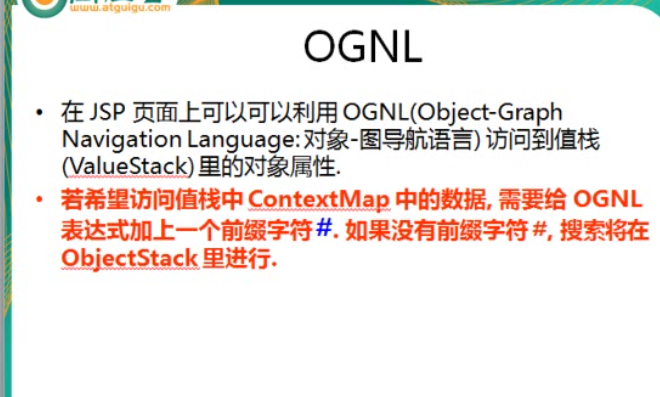 www.atguigu.com
OGNL
• 在 JSP 页面上可以可以利用 OGNL(Object-Graph
Navigation Language: 对象-图导航语言) 访问到值栈
(ValueStack) 里的对象属性.
• 若希望访问值栈中 ContextMap 中的数据, 需要给 OGNL
表达式加上一个前缀字符 #. 如果没有前缀字符 #, 搜索将在
ObjectStack 里进行.